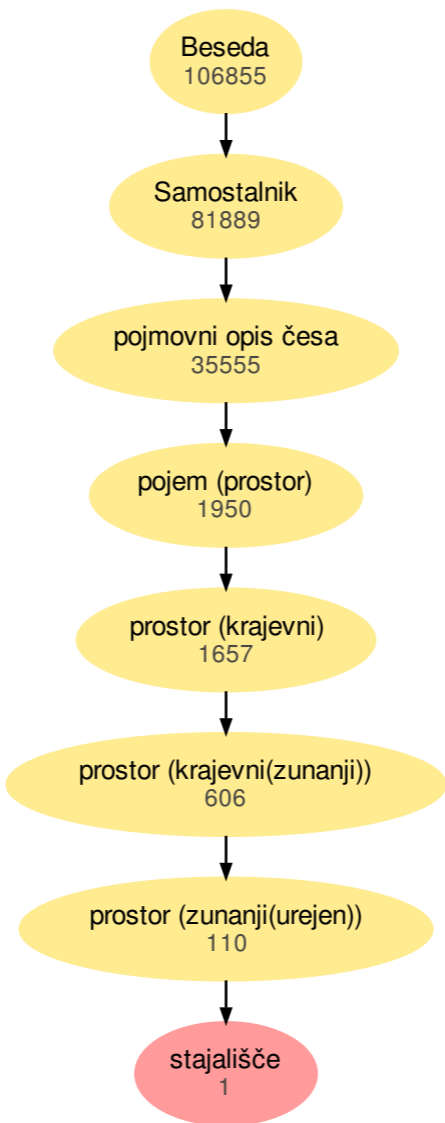 Beseda
106855
Samostalnik
81889
pojmovni opis česa
35555
pojem (prostor)
1950
prostor (krajevni)
1657
prostor (krajevni(zunanji))
606
prostor (zunanji(urejen))
110
stajališče
1